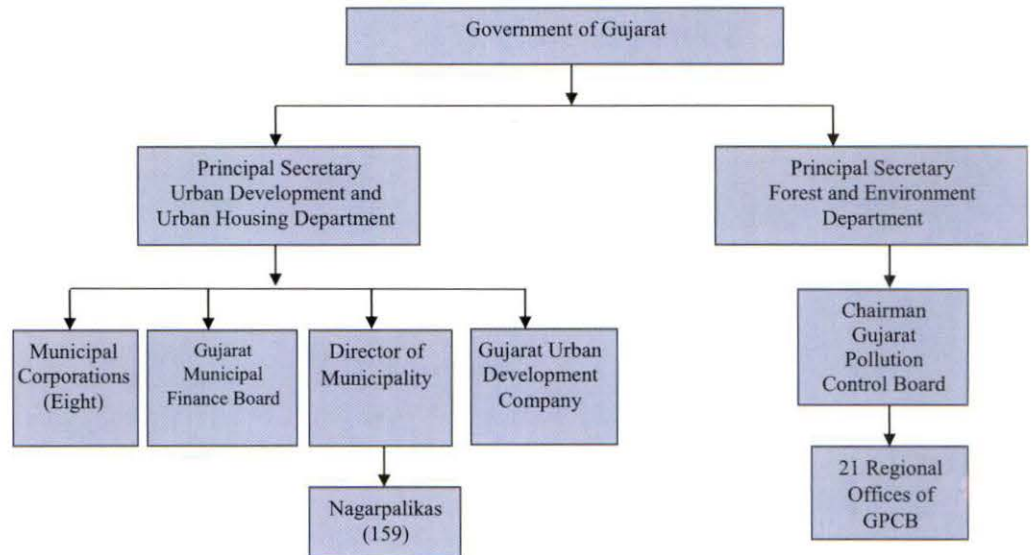 Government of Gujarat
Principal Secretary
Urban Development and
Urban Housing Department
Principal Secretary
Forest and Environment
Department
Municipal
Corporations
(Eight)
Gujarat
Municipal
Finance Board
Director of
Municipality
Gujarat Urban
Development
Company
Chairman
Gujarat
Pollution
Control Board
Nagarpalikas
(159)
21 Regional
Offices of
GPCB